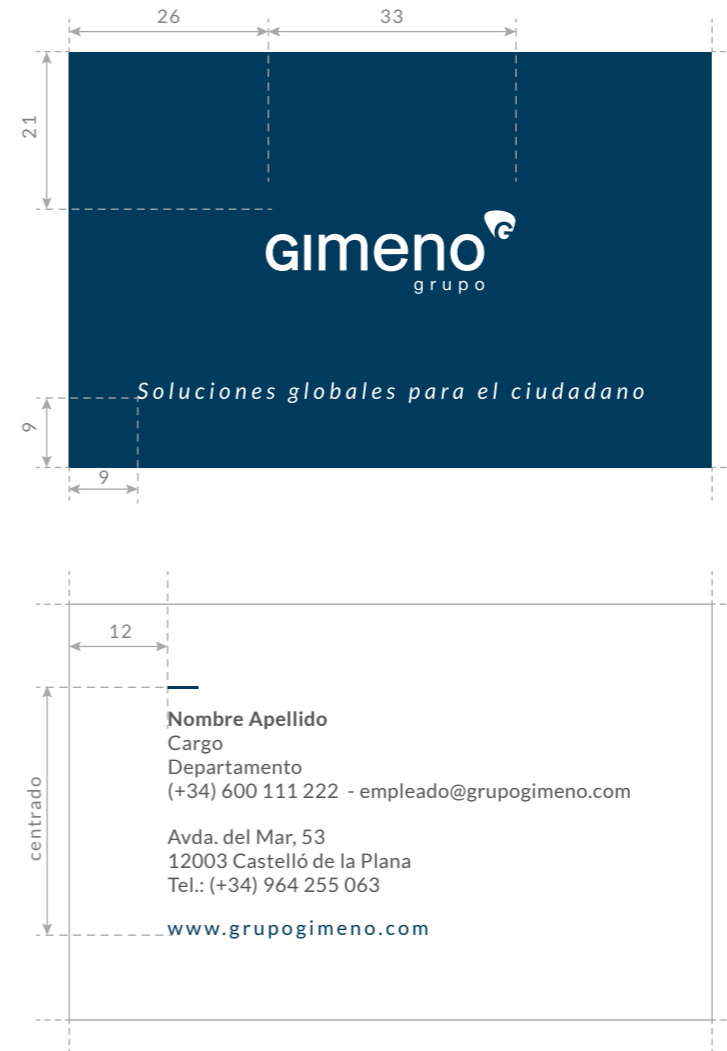 26 33
21
GIMENO G
grupo
Soluciones globales para el ciudadano
9
9
12
Nombre Apellido
Cargo
Departamento
(+34) 600 111 222 - empleado@grupogimeno.com
centrado
Avda. del Mar, 53
12003 Castelló de la Plana
Tel.: (+34) 964 255 063
www.grupogimeno.com